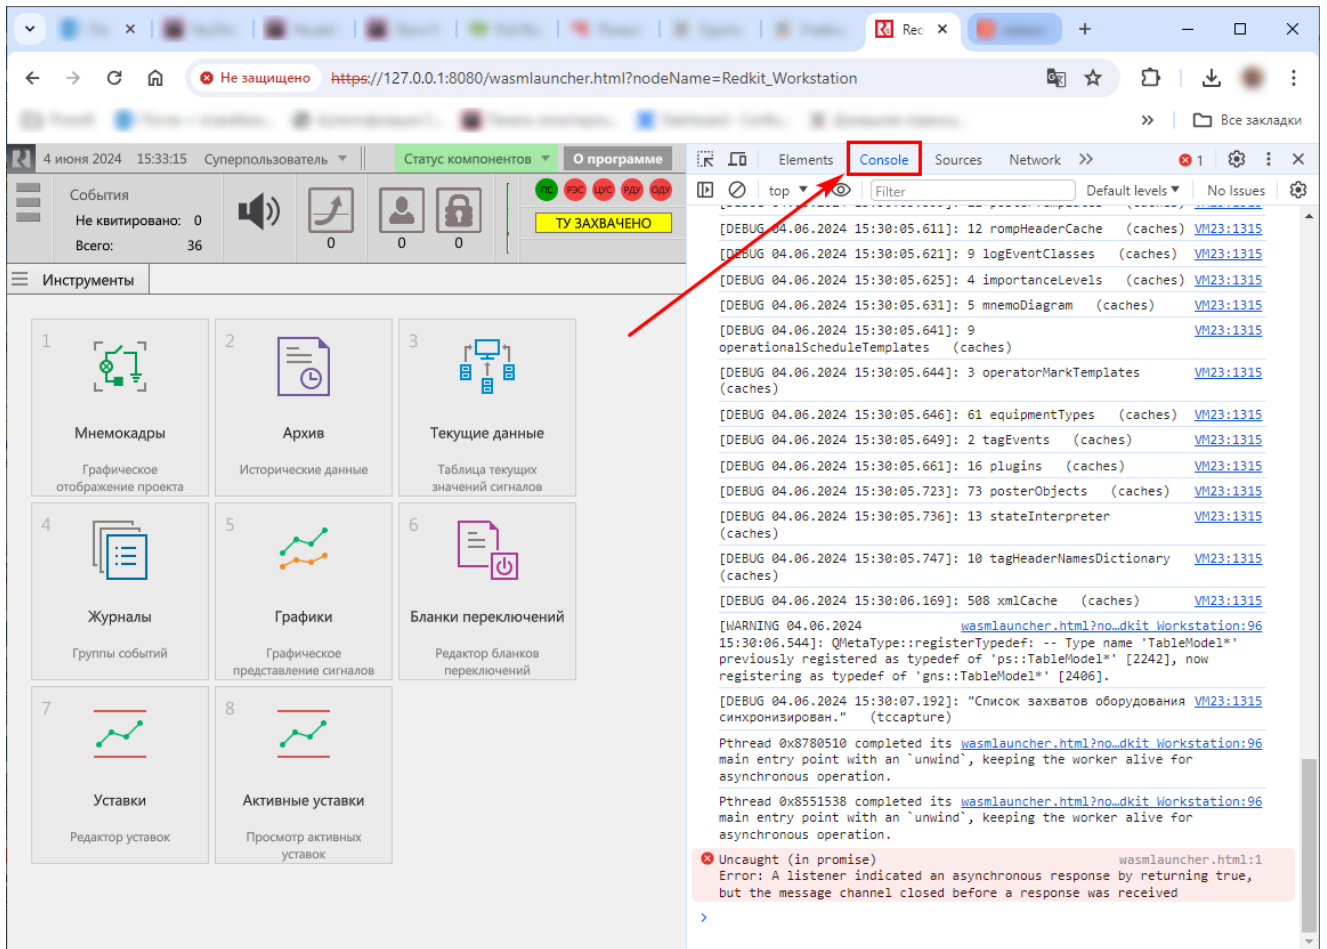 Rec
Не защищено https://127.0.0.1:8080/wasmlauncher.html?nodeName=Redkit_Workstation
Все закладки
4 июня 2024 15:33:15 Суперпользователь Статус компонентов О программе
События
Не квитировано: 0
Всего: 36
0
0
0
ПС РЭС ЦУС РДУ ОДУ
ТУ ЗАХВАЧЕНО
Инструменты
1
Мнемокадры
Графическое
отображение проекта
2
Архив
Исторические данные
3
Текущие данные
Таблица текущих
значений сигналов
4
Журналы
Группы событий
5
Графики
Графическое
представление сигналов
6
Бланки переключений
Редактор бланков
переключений
7
Уставки
Редактор уставок
8
Активные уставки
Просмотр активных
уставок
Elements Console Sources Network 1
top Filter Default levels No Issues
[DEBUG 04.06.2024 15:30:05.611]: 12 rompHeaderCache (caches) VM23:1315
[DEBUG 04.06.2024 15:30:05.621]: 9 logEventClasses (caches) VM23:1315
[DEBUG 04.06.2024 15:30:05.625]: 4 importanceLevels (caches) VM23:1315
[DEBUG 04.06.2024 15:30:05.631]: 5 mnemoDiagram (caches) VM23:1315
[DEBUG 04.06.2024 15:30:05.641]: 9 VM23:1315
operationalScheduleTemplates (caches)
[DEBUG 04.06.2024 15:30:05.644]: 3 operatorMarkTemplates VM23:1315
(caches)
[DEBUG 04.06.2024 15:30:05.646]: 61 equipmentTypes (caches) VM23:1315
[DEBUG 04.06.2024 15:30:05.649]: 2 tagEvents (caches) VM23:1315
[DEBUG 04.06.2024 15:30:05.661]: 16 plugins (caches) VM23:1315
[DEBUG 04.06.2024 15:30:05.723]: 73 posterObjects (caches) VM23:1315
[DEBUG 04.06.2024 15:30:05.736]: 13 stateInterpreter VM23:1315
(caches)
[DEBUG 04.06.2024 15:30:05.747]: 10 tagHeaderNamesDictionary VM23:1315
(caches)
[DEBUG 04.06.2024 15:30:06.169]: 508 xmlCache (caches) VM23:1315
[WARNING 04.06.2024 wasmlauncher.html?no…dkit_Workstation:96
15:30:06.544]: QMetaType::registerTypedef: -- Type name 'TableModel*'
previously registered as typedef of 'ps::TableModel*' [2242], now
registering as typedef of 'gns::TableModel*' [2406].
[DEBUG 04.06.2024 15:30:07.192]: "Список захватов оборудования VM23:1315
синхронизирован." (tccapture)
Pthread 0x8780510 completed its wasmlauncher.html?no…dkit_Workstation:96
main entry point with an `unwind`, keeping the worker alive for
asynchronous operation.
Pthread 0x8551538 completed its wasmlauncher.html?no…dkit_Workstation:96
main entry point with an `unwind`, keeping the worker alive for
asynchronous operation.
Uncaught (in promise) wasmlauncher.html:1
Error: A listener indicated an asynchronous response by returning true,
but the message channel closed before a response was received